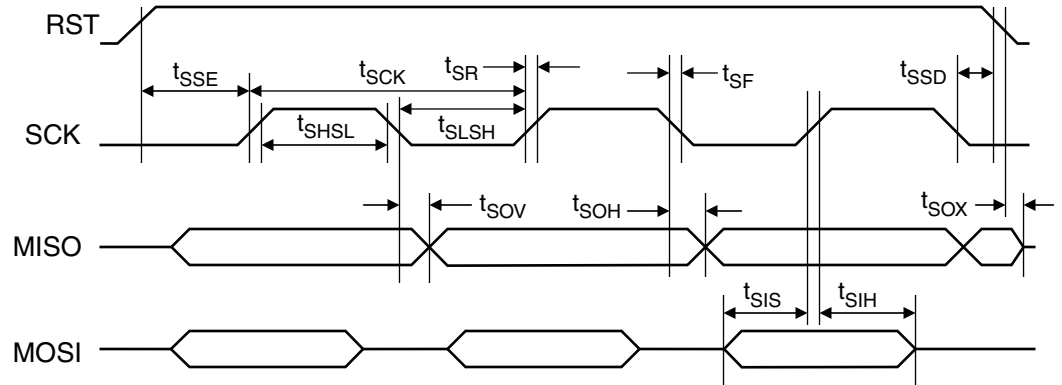 RST
tSSE
tSCK
tSR
tSF
tSSD
SCK
tSHSL
tSLSH
tSOV
tSOH
tSOX
MISO
tSIS
tSIH
MOSI